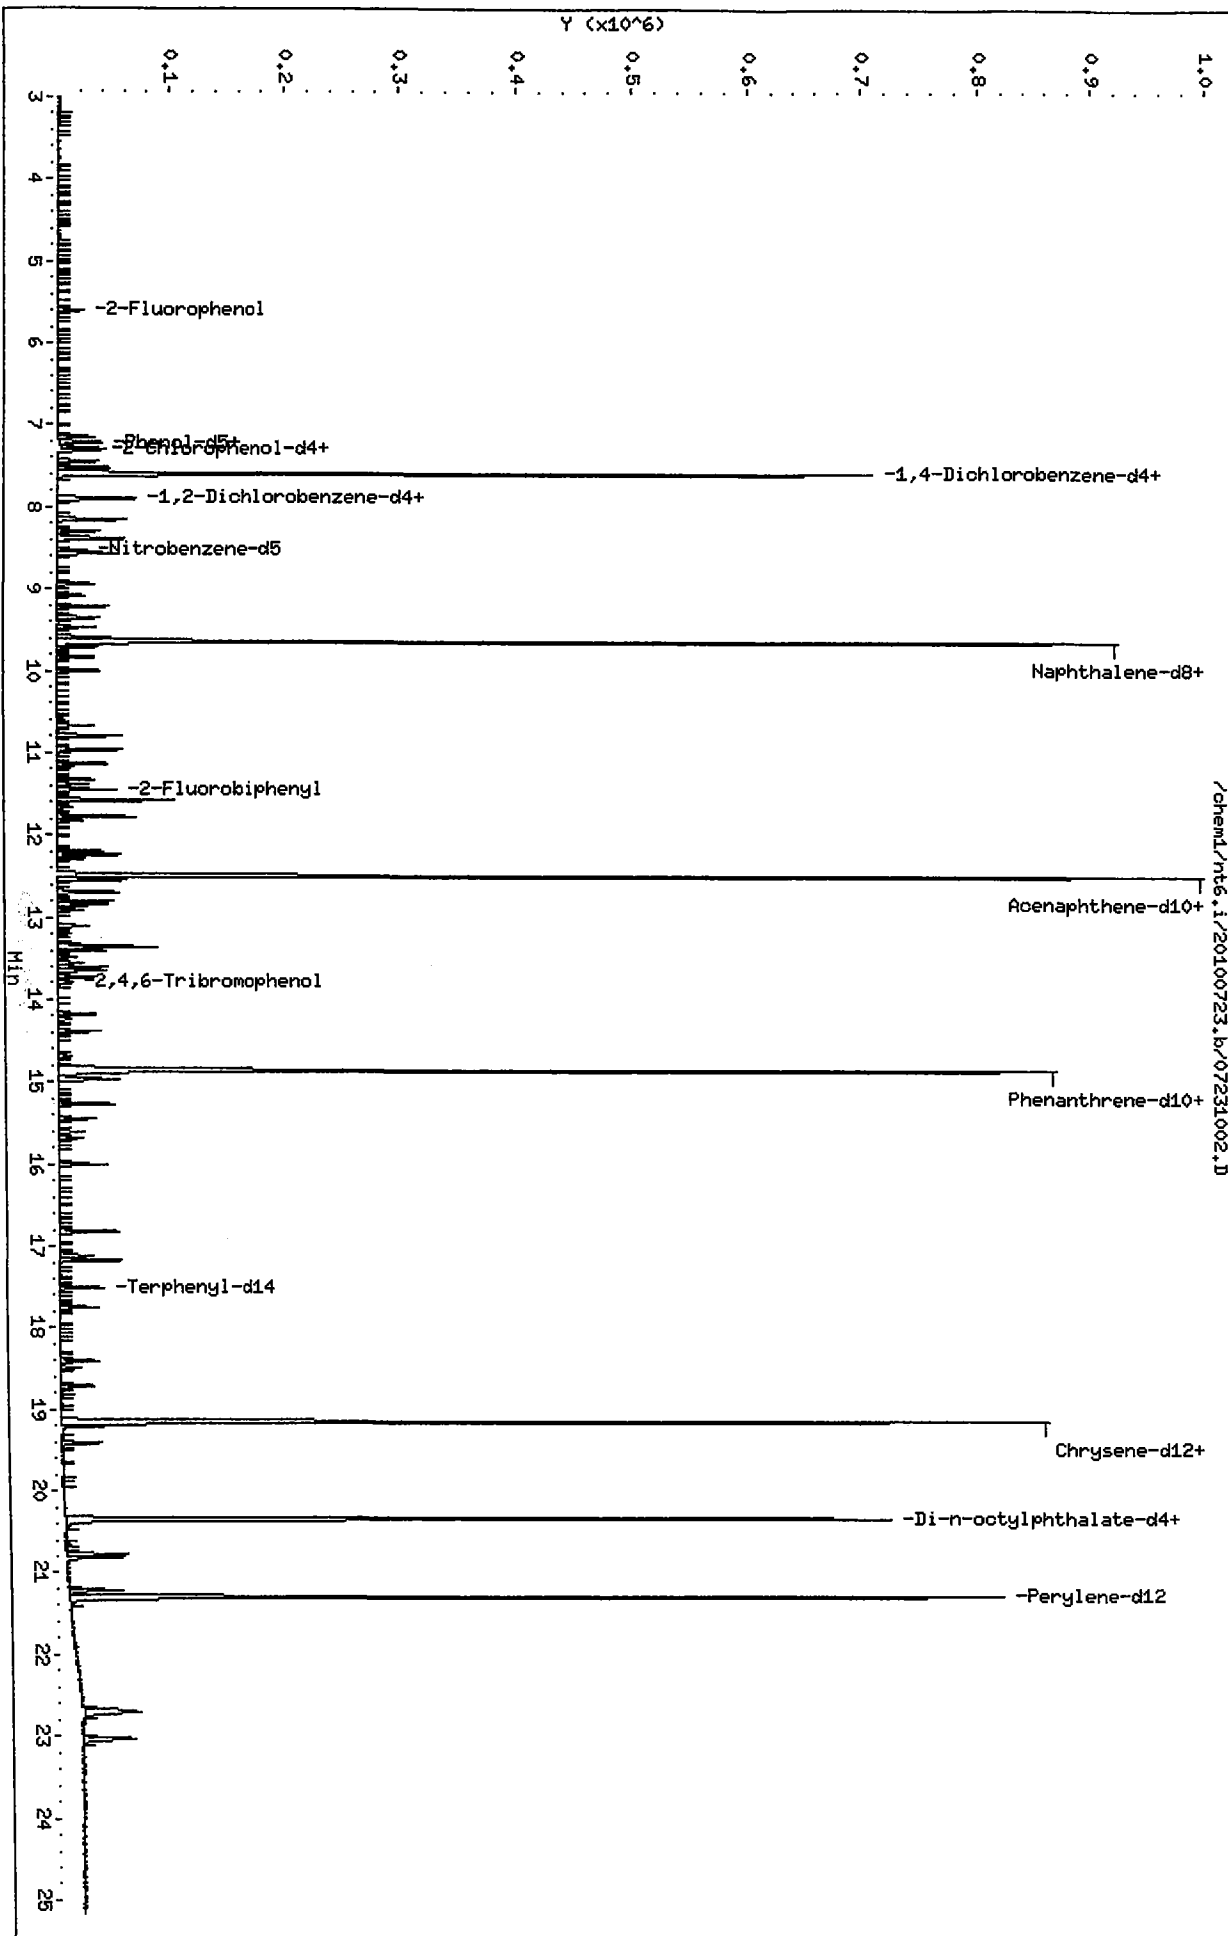 /chem1/nt6.i/20100723.b/07231002.D
Y (x10^6)
1.0
0.9
0.8
0.7
0.6
0.5
0.4
0.3
0.2
0.1
3
4
5
6
7
8
9
10
11
12
13
14
15
16
17
18
19
20
21
22
23
24
25
Min
-2-Fluorophenol
-Phenol-d5+
-2-Chlorophenol-d4+
-1,4-Dichlorobenzene-d4+
-1,2-Dichlorobenzene-d4+
-Nitrobenzene-d5
Naphthalene-d8+
-2-Fluorobiphenyl
Acenaphthene-d10+
-2,4,6-Tribromophenol
Phenanthrene-d10+
-Terphenyl-d14
Chrysene-d12+
-Di-n-octylphthalate-d4+
-Perylene-d12